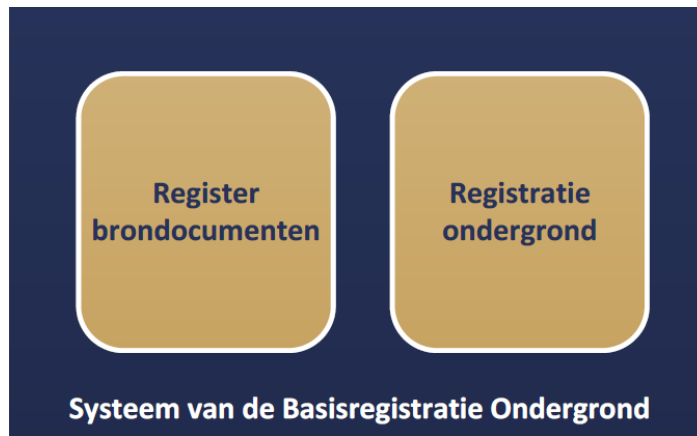 Register
brondocumenten
Registratie
ondergrond
Systeem van de Basisregistratie Ondergrond